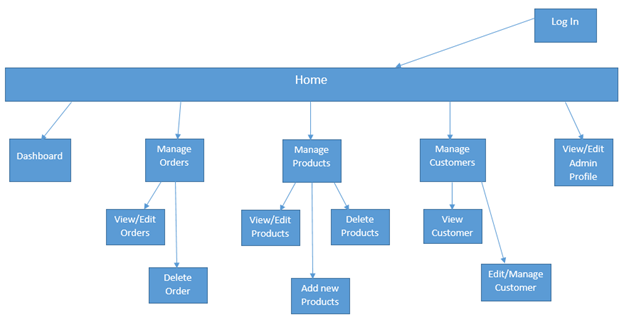 Log In
Home
Dashboard
Manage
Orders
Manage
Products
Manage
Customers
View/Edit
Admin
Profile
View/Edit
Orders
View/Edit
Products
Delete
Products
View
Customer
Delete
Order
Add new
Products
Edit/Manage
Customer